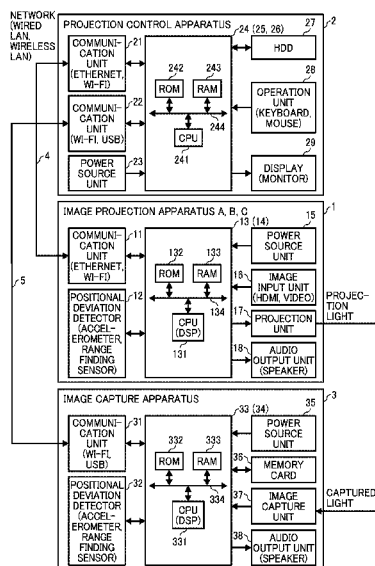 NETWORK
(WIRED
LAN,
WIRELESS
LAN)
PROJECTION CONTROL APPARATUS
2
COMMUNI-
CATION
UNIT
(ETHERNET,
WI-FI)
21
22
COMMUNI-
CATION
UNIT
(WI-FI, USB)
POWER
SOURCE
UNIT
23
24 (25, 26)
242
243
ROM
RAM
244
CPU
241
27
HDD
28
OPERATION
UNIT
(KEYBOARD,
MOUSE)
29
DISPLAY
(MONITOR)
4
5
IMAGE PROJECTION APPARATUS A, B, C
1
COMMUNI-
CATION
UNIT
(ETHERNET,
WI-FI)
11
POSITIONAL
DEVIATION
DETECTOR
(ACCEL-
EROMETER,
RANGE
FINDING
SENSOR)
12
13 (14)
132
133
ROM
RAM
134
CPU
(DSP)
131
15
POWER
SOURCE
UNIT
16
IMAGE
INPUT UNIT
(HDMI, VIDEO)
17
PROJECTION
UNIT
PROJEC-
TION
LIGHT
18
AUDIO
OUTPUT UNIT
(SPEAKER)
IMAGE CAPTURE APPARATUS
3
COMMUNI-
CATION
UNIT
(WI-FI,
USB)
31
POSITIONAL
DEVIATION
DETECTOR
(ACCEL-
EROMETER,
RANGE
FINDING
SENSOR)
32
33 (34)
332
333
ROM
RAM
334
CPU
(DSP)
331
35
POWER
SOURCE
UNIT
36
MEMORY
CARD
37
IMAGE
CAPTURE
UNIT
CAPTURED
LIGHT
38
AUDIO
OUTPUT UNIT
(SPEAKER)